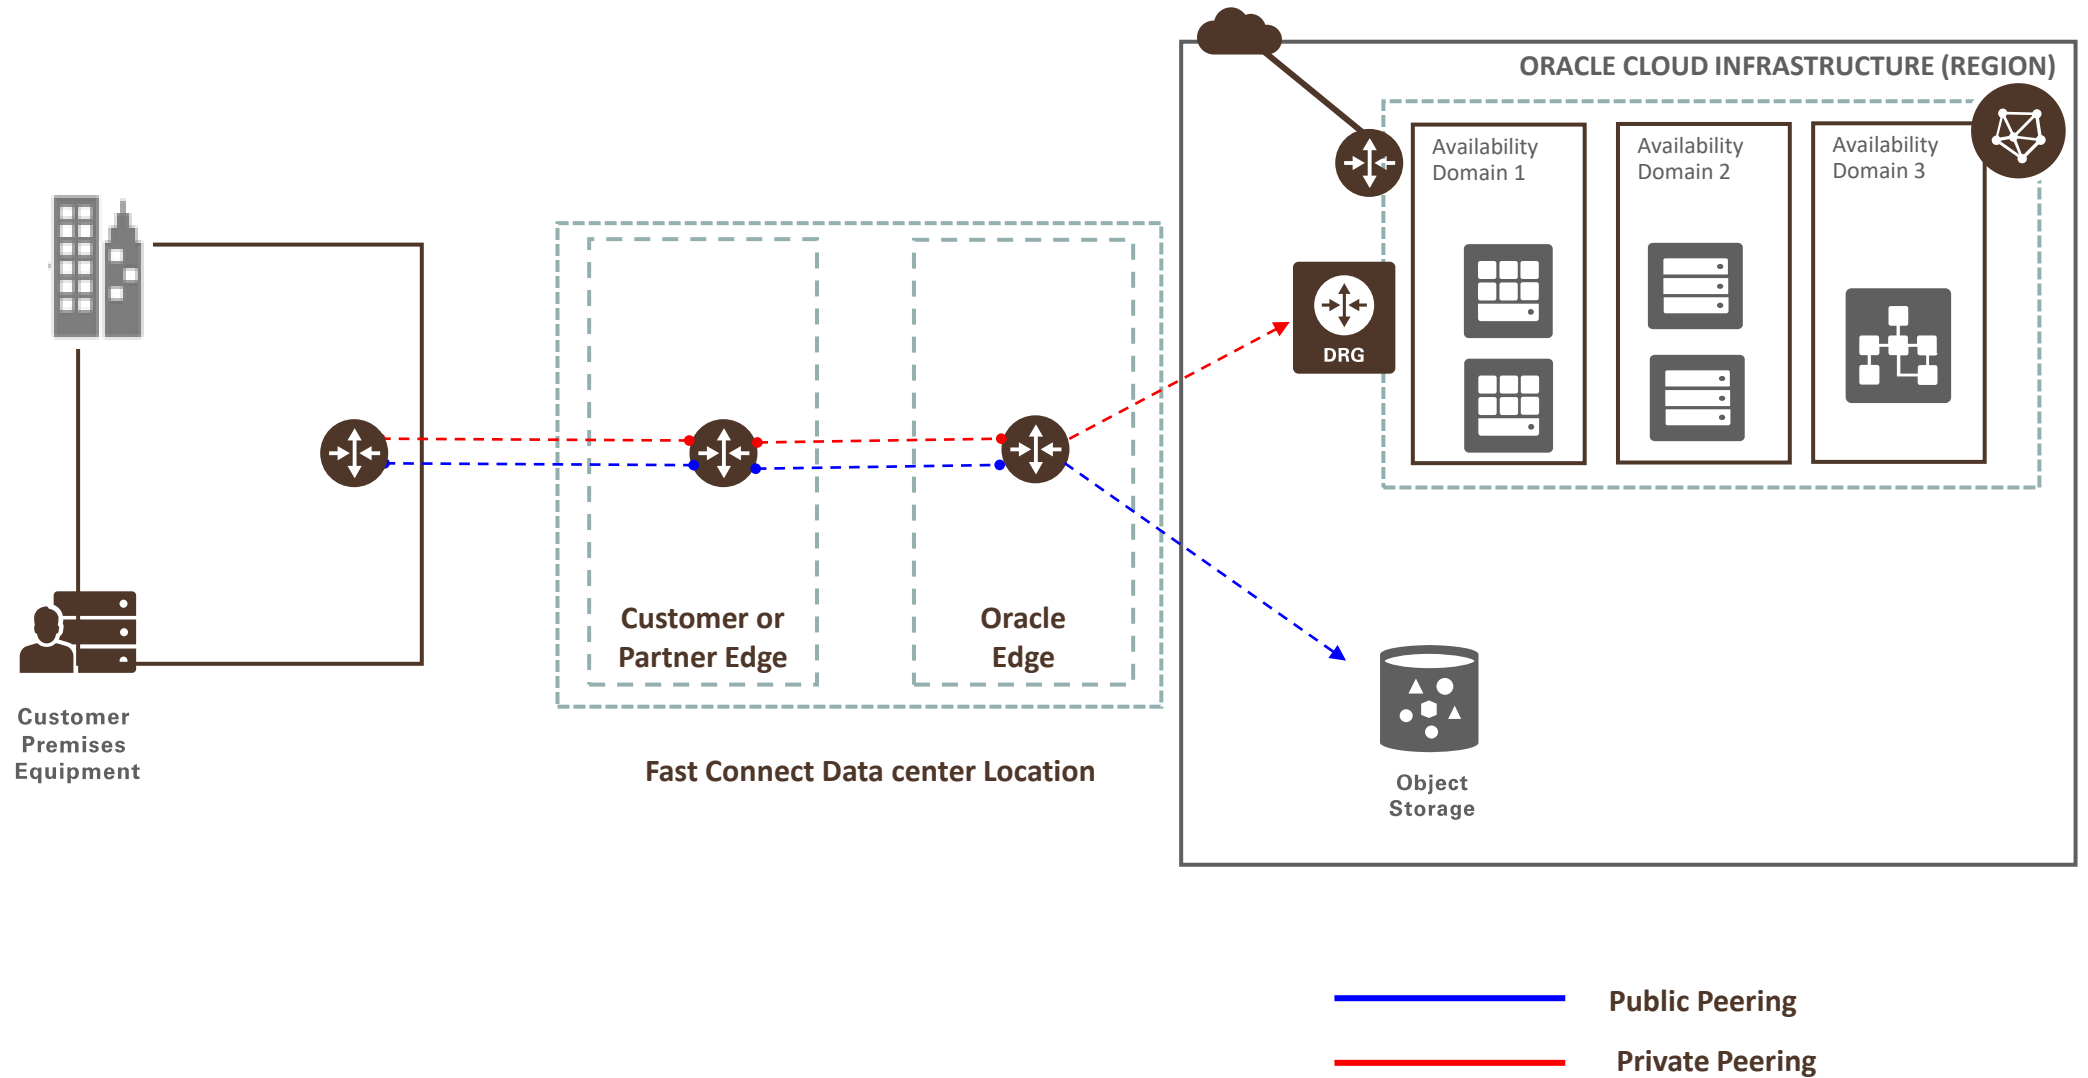 ORACLE CLOUD INFRASTRUCTURE (REGION)
Availability
Domain 1
Availability
Domain 2
Availability
Domain 3
DRG
Customer or
Partner Edge
Oracle
Edge
Customer
Premises
Equipment
Fast Connect Data center Location
Object
Storage
Public Peering
Private Peering